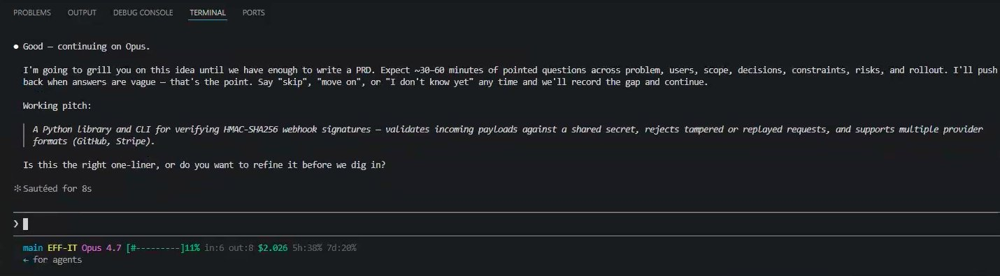 PROBLEMS OUTPUT DEBUG CONSOLE TERMINAL PORTS
● Good — continuing on Opus.
I'm going to grill you on this idea until we have enough to write a PRD. Expect ~30–60 minutes of pointed questions across problem, users, scope, decisions, constraints, risks, and rollout. I'll push
back when answers are vague — that's the point. Say "skip", "move on", or "I don't know yet" any time and we'll record the gap and continue.
Working pitch:
A Python library and CLI for verifying HMAC-SHA256 webhook signatures — validates incoming payloads against a shared secret, rejects tampered or replayed requests, and supports multiple provider
formats (GitHub, Stripe).
Is this the right one-liner, or do you want to refine it before we dig in?
✻ Sautéed for 8s
❯
main EFF-IT Opus 4.7 [#---------]11% in:6 out:8 $2.026 5h:38% 7d:20%
← for agents